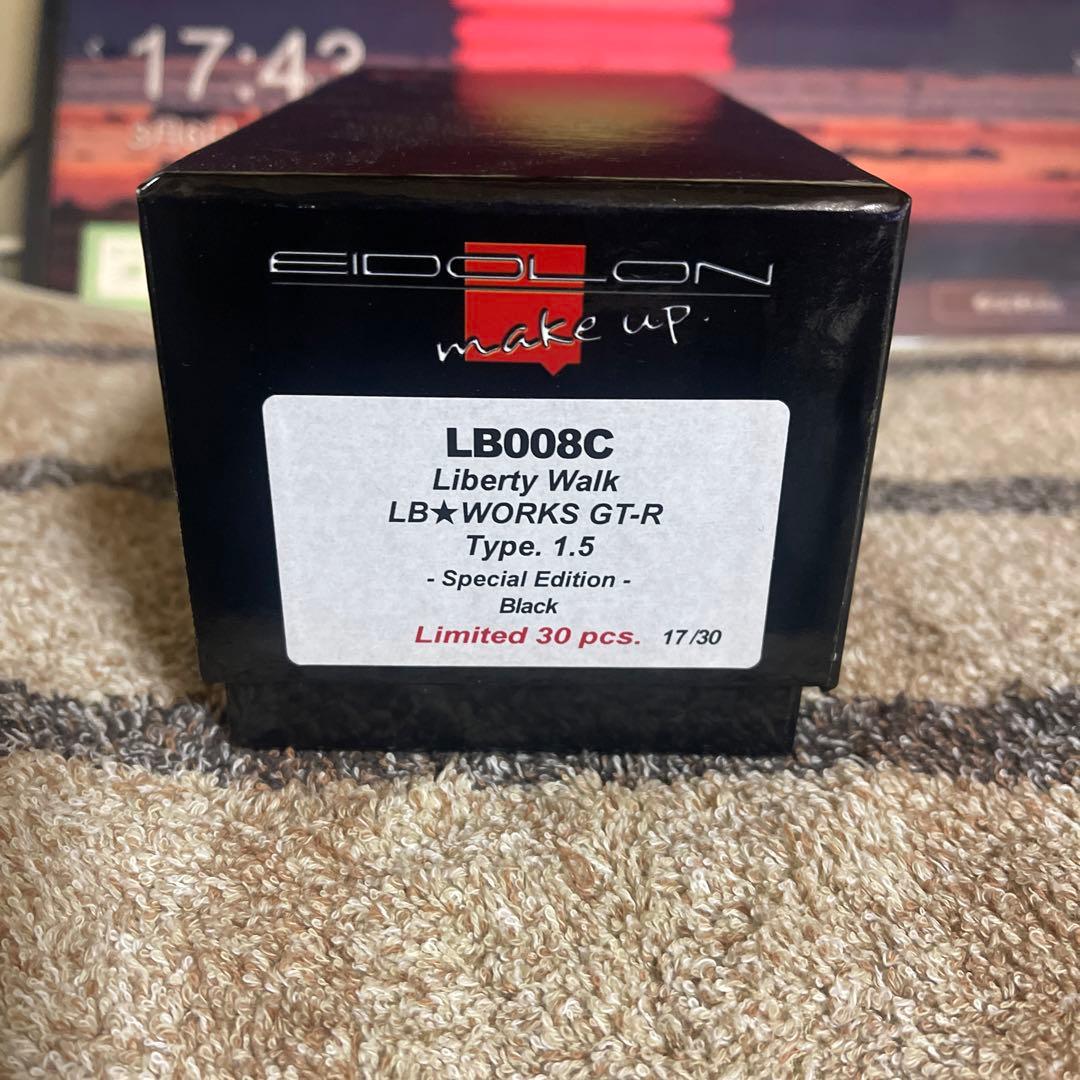 17:43
EIDOLON
make up.
LB008C
Liberty Walk
LB★WORKS GT-R
Type. 1.5
- Special Edition -
Black
Limited 30 pcs. 17/30